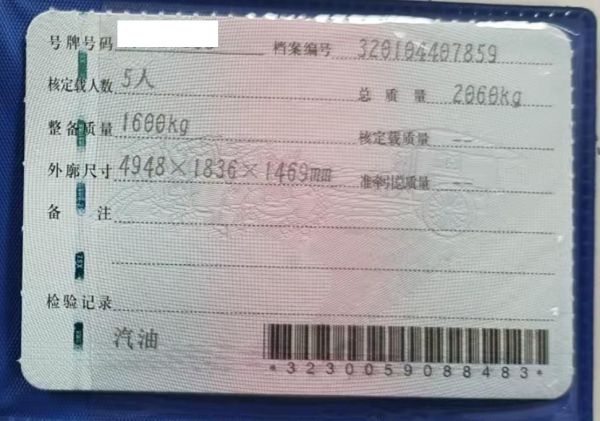 号牌号码 档案编号 320104407859
核定载人数 5人 总质量 2060kg
整备质量 1600kg 核定载质量 --
外廓尺寸 4948×1836×1469mm 准牵引总质量 --
备注
检验记录
汽油
*3230059088483*